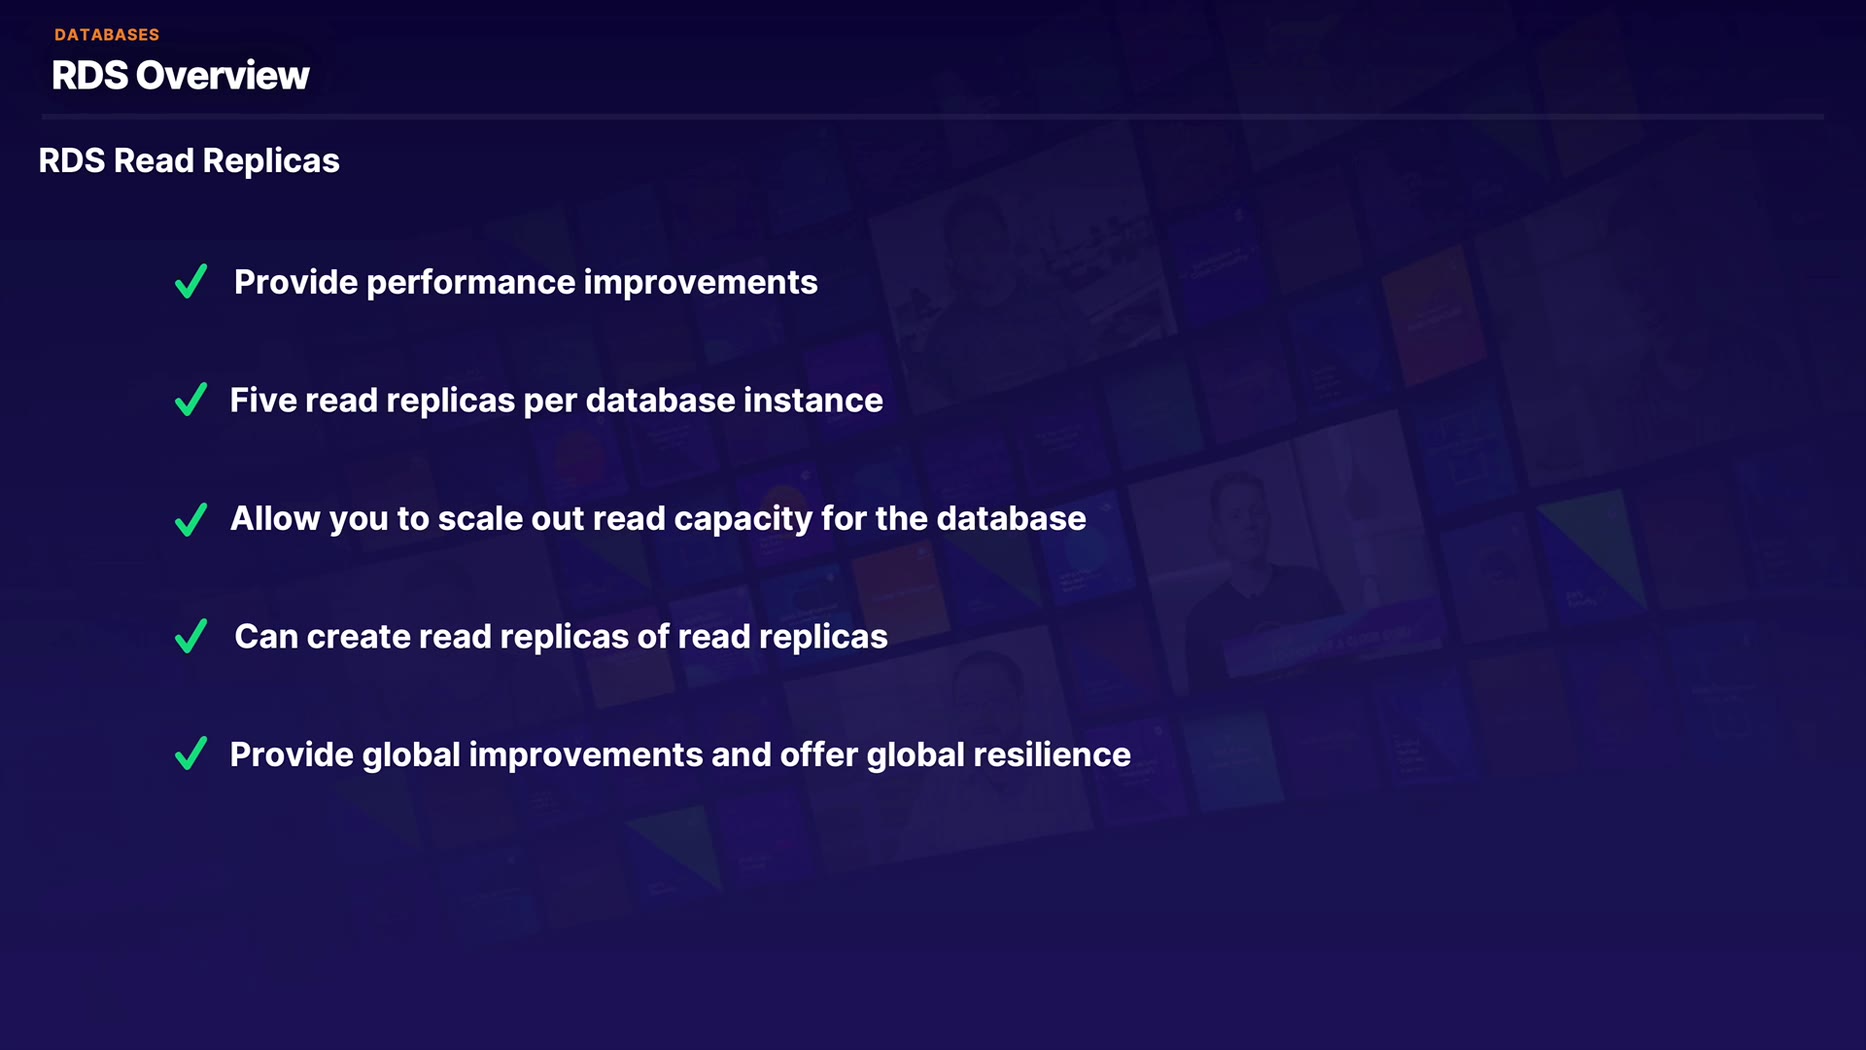 DATABASES
RDS Overview
RDS Read Replicas
Provide performance improvements
Five read replicas per database instance
Allow you to scale out read capacity for the database
Can create read replicas of read replicas
Provide global improvements and offer global resilience